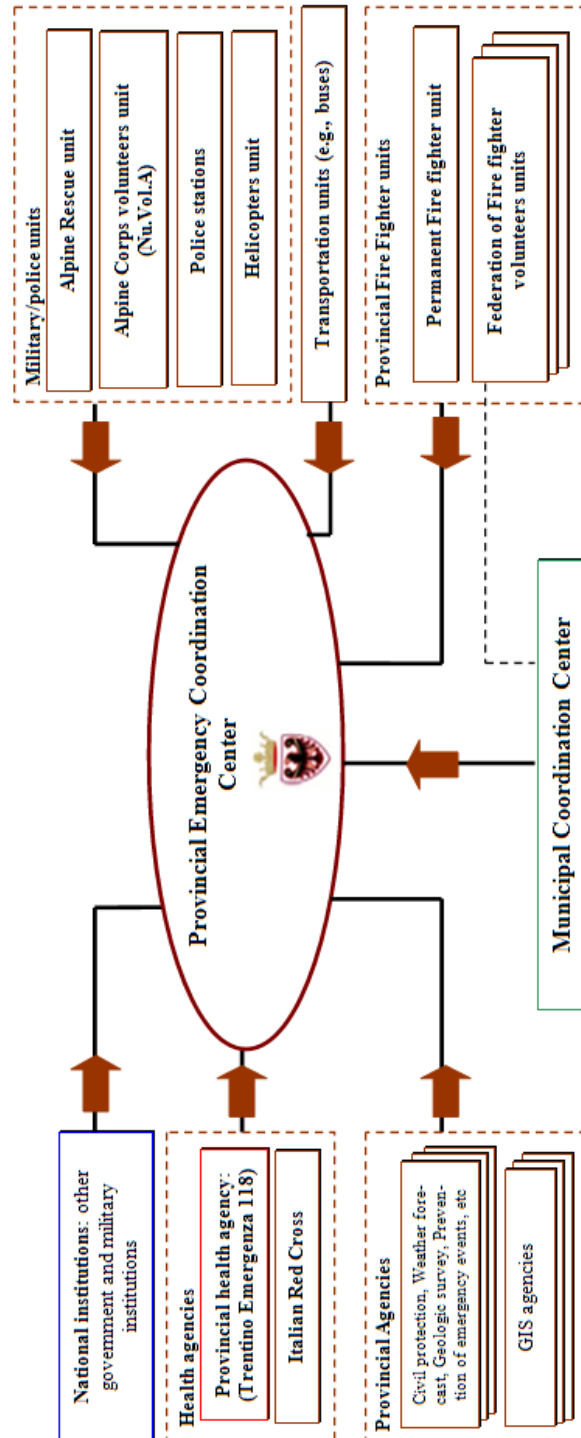 National institutions: other
government and military
institutions
Health agencies
Provincial health agency:
(Trentino Emergenza 118)
Italian Red Cross
Provincial Agencies
Civil protection, Weather fore-
cast, Geologic survey, Preven-
tion of emergency events, etc
GIS agencies
Provincial Emergency Coordination
Center
Municipal Coordination Center
Military/police units
Alpine Rescue unit
Alpine Corps volunteers unit
(Nu.Vol.A)
Police stations
Helicopters unit
Transportation units (e.g., buses)
Provincial Fire Fighter units
Permanent Fire fighter unit
Federation of Fire fighter
volunteers units